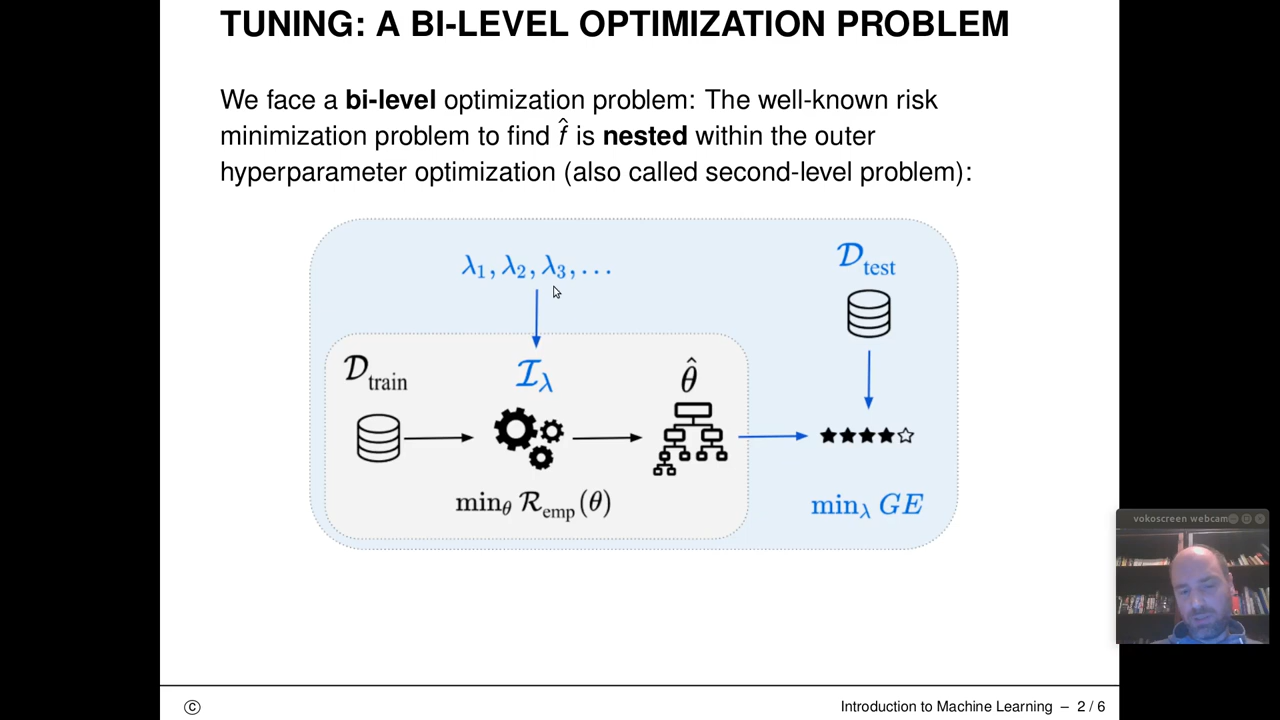 TUNING: A BI-LEVEL OPTIMIZATION PROBLEM
We face a bi-level optimization problem: The well-known risk
minimization problem to find f̂ is nested within the outer
hyperparameter optimization (also called second-level problem):
λ₁, λ₂, λ₃, . . .
𝒟test
𝒟train
ℐλ
θ̂
minθ ℛemp(θ)
minλ GE
vokoscreen webcam
©
Introduction to Machine Learning – 2 / 6